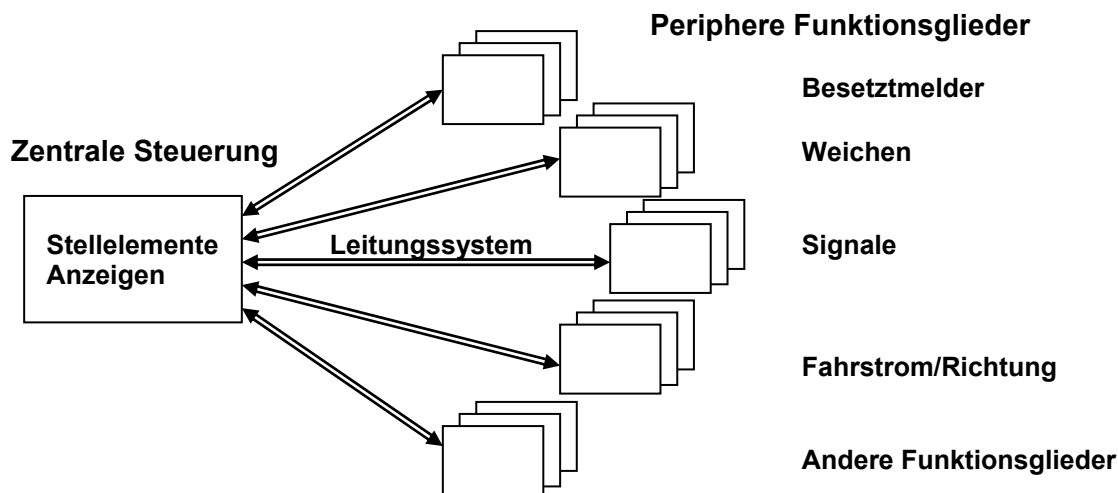 Periphere Funktionsglieder
Besetztmelder
Zentrale Steuerung
Weichen
Stellelemente
Anzeigen
Leitungssystem
Signale
Fahrstrom/Richtung
Andere Funktionsglieder